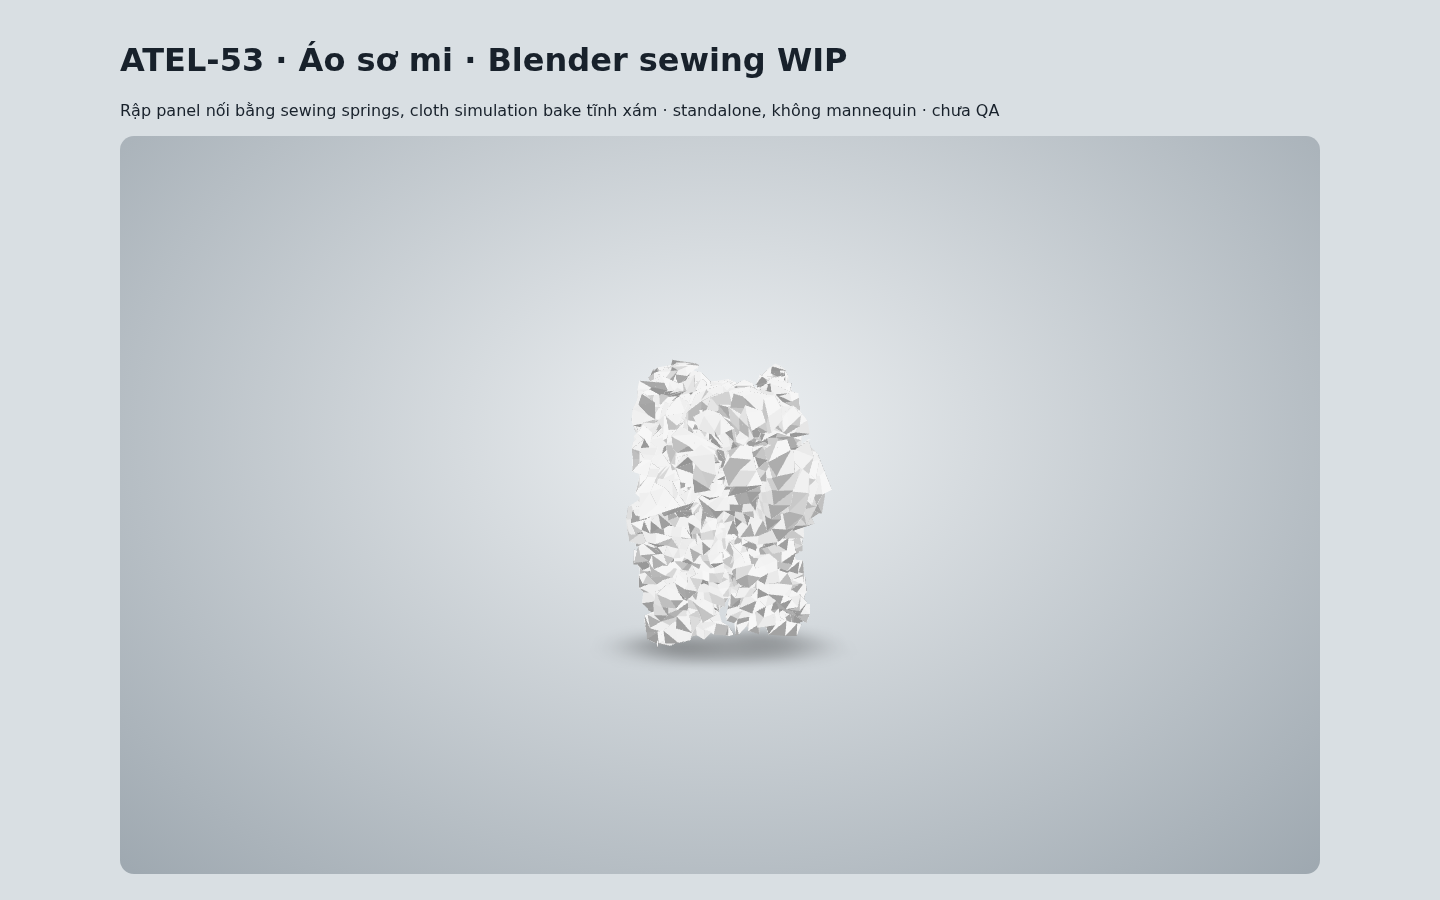 ATEL-53 · Áo sơ mi · Blender sewing WIP
Rập panel nối bằng sewing springs, cloth simulation bake tĩnh xám · standalone, không mannequin · chưa QA